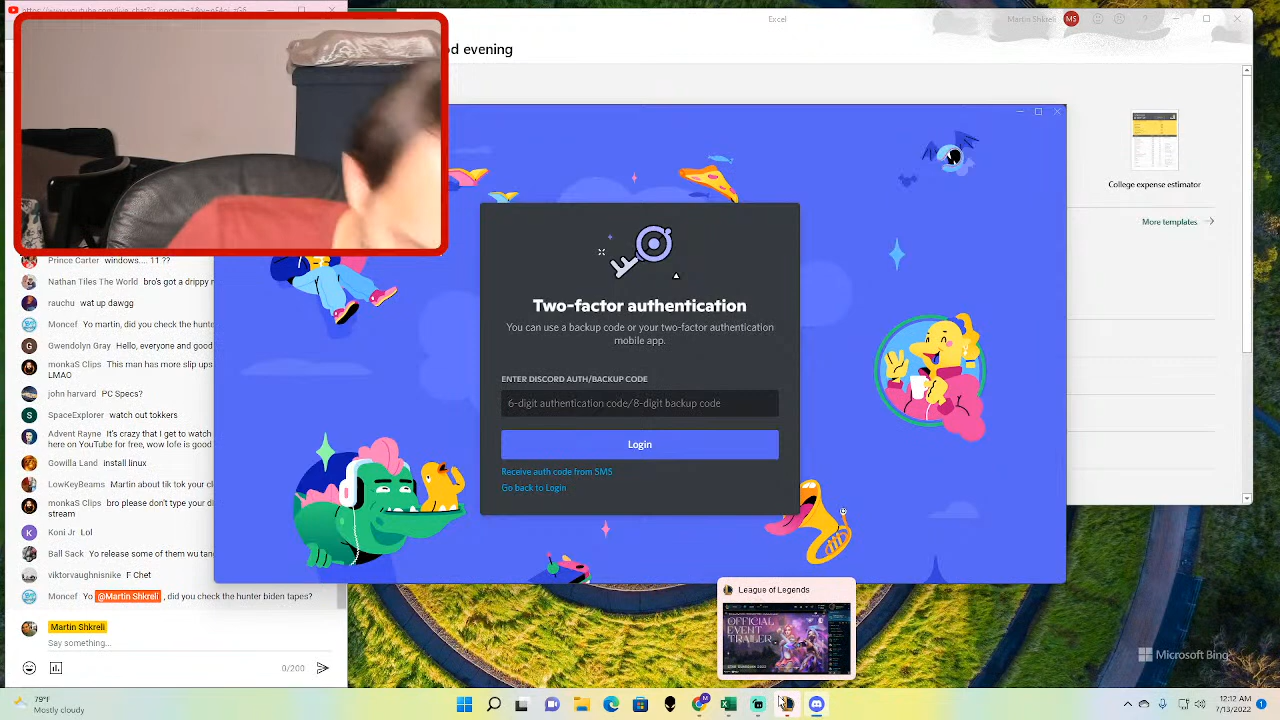 Excel
Martin Shkreli
MS
d evening
College expense estimator
More templates
Two-factor authentication
You can use a backup code or your two-factor authentication
mobile app.
ENTER DISCORD AUTH/BACKUP CODE
6-digit authentication code/8-digit backup code
Login
Receive auth code from SMS
Go back to Login
Prince Carter windows.... 11 ??
Nathan Tiles The World bro's got a drippy
rauchu wat up dawgg
Moncef Yo martin, did you check the hunter
Gwendolyn Gray Hello, everyone and good
monkaS Clips This man has more slip ups
LMAO
john harvard PC Specs?
S
SpaceExplorer watch out tokkers
Advent Rayne It's crazy that I get to watch
here on YouTube for free, wow lofe is good
Gowilla Land install linux
LowKeyBeams Martin about tik tok your
monkaS Clips bro please don't
stream
K
Koni Jr Lol
Ball Sack Yo release some of them wu tang
viktorvaughnisnike F Chet
Moncef Yo @Martin Shkreli , did you check the hunter biden tapes?
Martin Shkreli
Say something...
0/200
League of Legends
OFFICIAL
EVENT
TRAILER
Microsoft Bing
79°F
Mostly cloudy
M
12:12 AM
7/13/2022